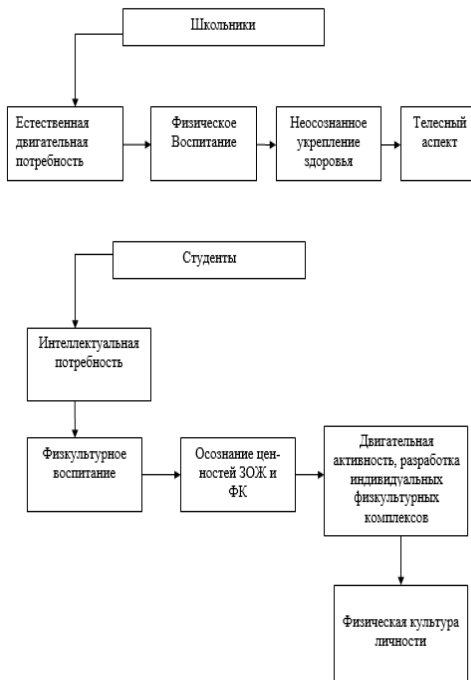 Школьники
Естественная
двигательная
потребность
Физическое
Воспитание
Неосознанное
укрепление
здоровья
Телесный
аспект
Студенты
Интеллектуальная
потребность
Физкультурное
воспитание
Осознание цен-
ностей ЗОЖ и
ФК
Двигательная
активность, разработка
индивидуальных
физкультурных
комплексов
Физическая культура
личности